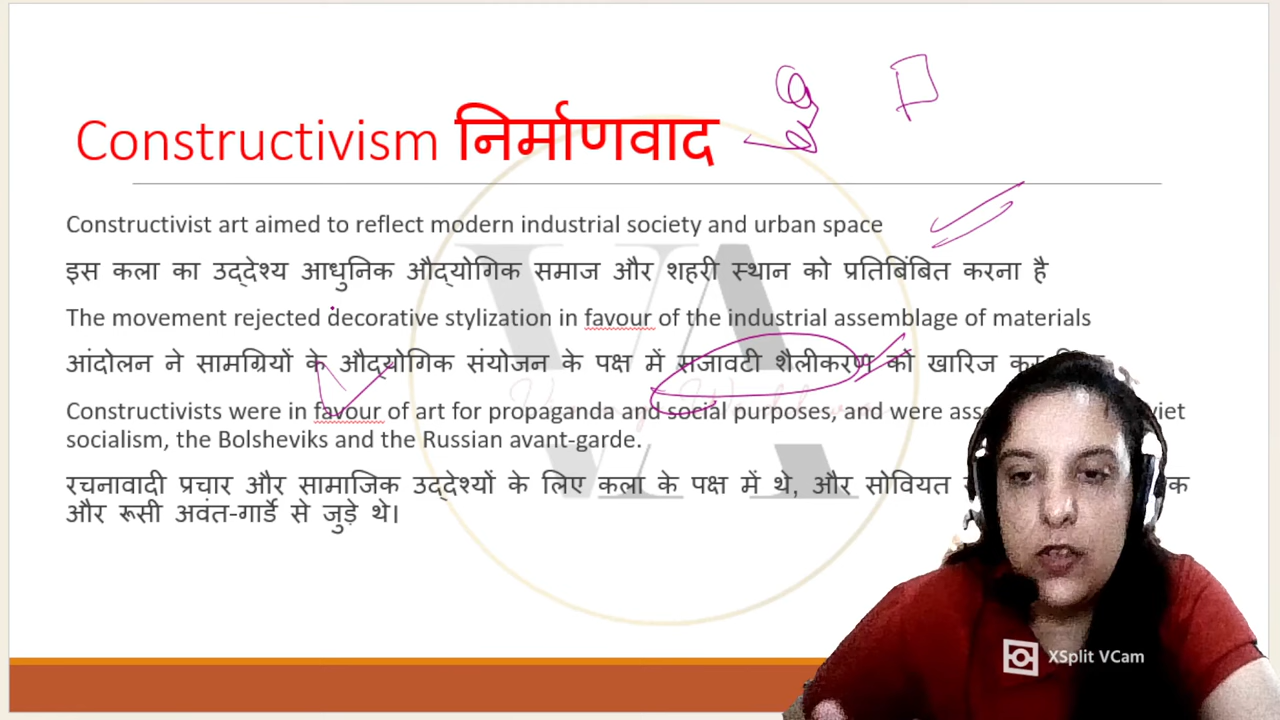 Constructivism निर्माणवाद
Constructivist art aimed to reflect modern industrial society and urban space
इस कला का उद्देश्य आधुनिक औद्योगिक समाज और शहरी स्थान को प्रतिबिंबित करना है
The movement rejected decorative stylization in favour of the industrial assemblage of materials
आंदोलन ने सामग्रियों के औद्योगिक संयोजन के पक्ष में सजावटी शैलीकरण को खारिज
Constructivists were in favour of art for propaganda and social purposes, and were
socialism, the Bolsheviks and the Russian avant-garde.
रचनावादी प्रचार और सामाजिक उद्देश्यों के लिए कला के पक्ष में थे, और सोवियत
और रूसी अवंत-गार्डे से जुड़े थे।
XSplit VCam